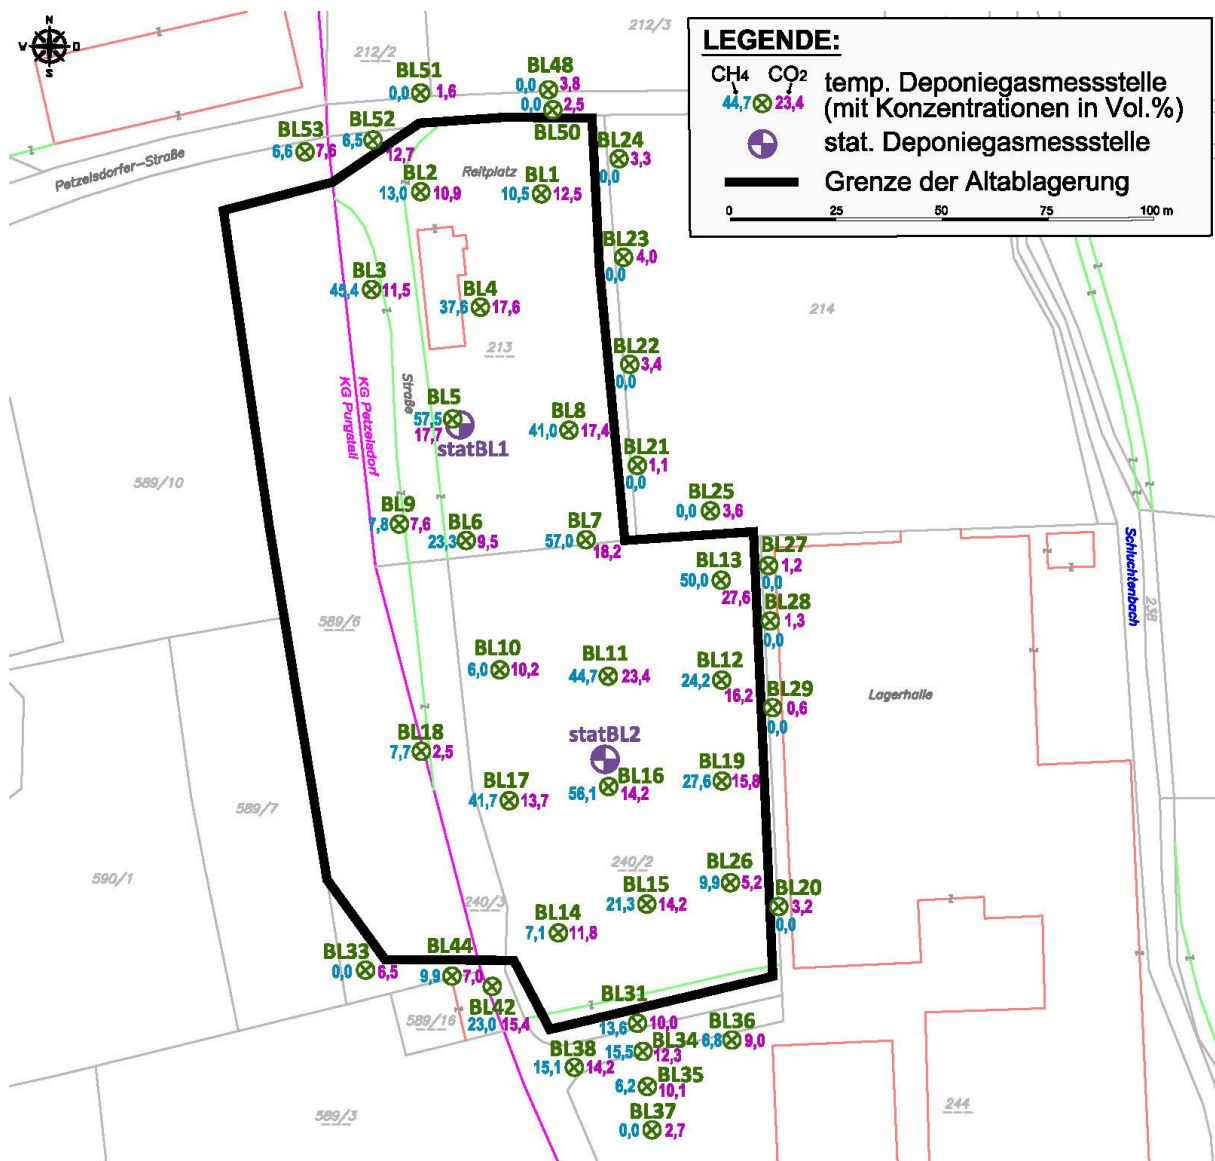 N
W O
S
212/2
212/3
LEGENDE:
CH4 CO2
44,7 23,4
temp. Deponiegasmessstelle
(mit Konzentrationen in Vol.%)
stat. Deponiegasmessstelle
Grenze der Altablagerung
0 25 50 75 100 m
BL51
0,0 1,6
BL48
0,0 3,8
0,0 2,5
BL50
BL53
6,6 7,6
BL52
6,5
12,7
Petzelsdorfer-Straße
BL2
13,0 10,9
Reitplatz
BL1
10,5 12,5
BL24
3,3
0,0
BL23
4,0
0,0
BL3
45,4 11,5
BL4
37,6 17,6
213
214
BL22
3,4
0,0
Straße
KG Petzelsdorf
KG Purgstall
BL5
57,5
17,7
statBL1
BL8
41,0 17,4
BL21
1,1
0,0
589/10
BL25
0,0 3,6
BL9
7,8 7,6
BL6
23,3 9,5
BL7
57,0
18,2
BL13
50,0
27,6
BL27
1,2
0,0
BL28
1,3
0,0
Schluchtenbach
238
589/6
BL10
6,0 10,2
BL11
44,7 23,4
BL12
24,2
16,2
BL29
0,6
0,0
Lagerhalle
BL18
7,7 2,5
statBL2
BL17
41,7 13,7
BL16
56,1 14,2
BL19
27,6 15,8
589/7
590/1
240/2
BL26
9,9 5,2
BL15
21,3 14,2
BL20
3,2
0,0
240/3
BL14
7,1 11,8
BL33
0,0 6,5
BL44
9,9 7,0
BL42
23,0 15,4
589/16
BL31
13,6 10,0
BL36
6,8 9,0
BL34
15,5 12,3
BL38
15,1 14,2
BL35
6,2 10,1
BL37
0,0 2,7
589/3
244